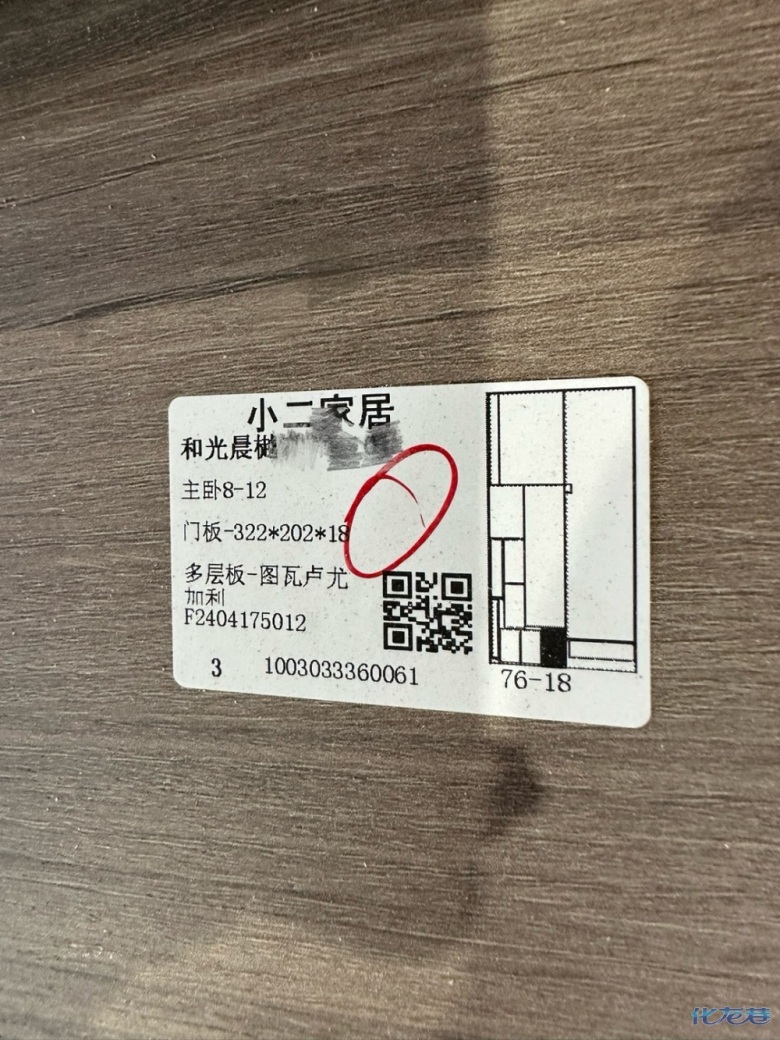 小二家居
和光晨樾
主卧8-12
门板-322*202*18
多层板-图瓦卢尤
加利
F2404175012
3 1003033360061
76-18
化龙巷